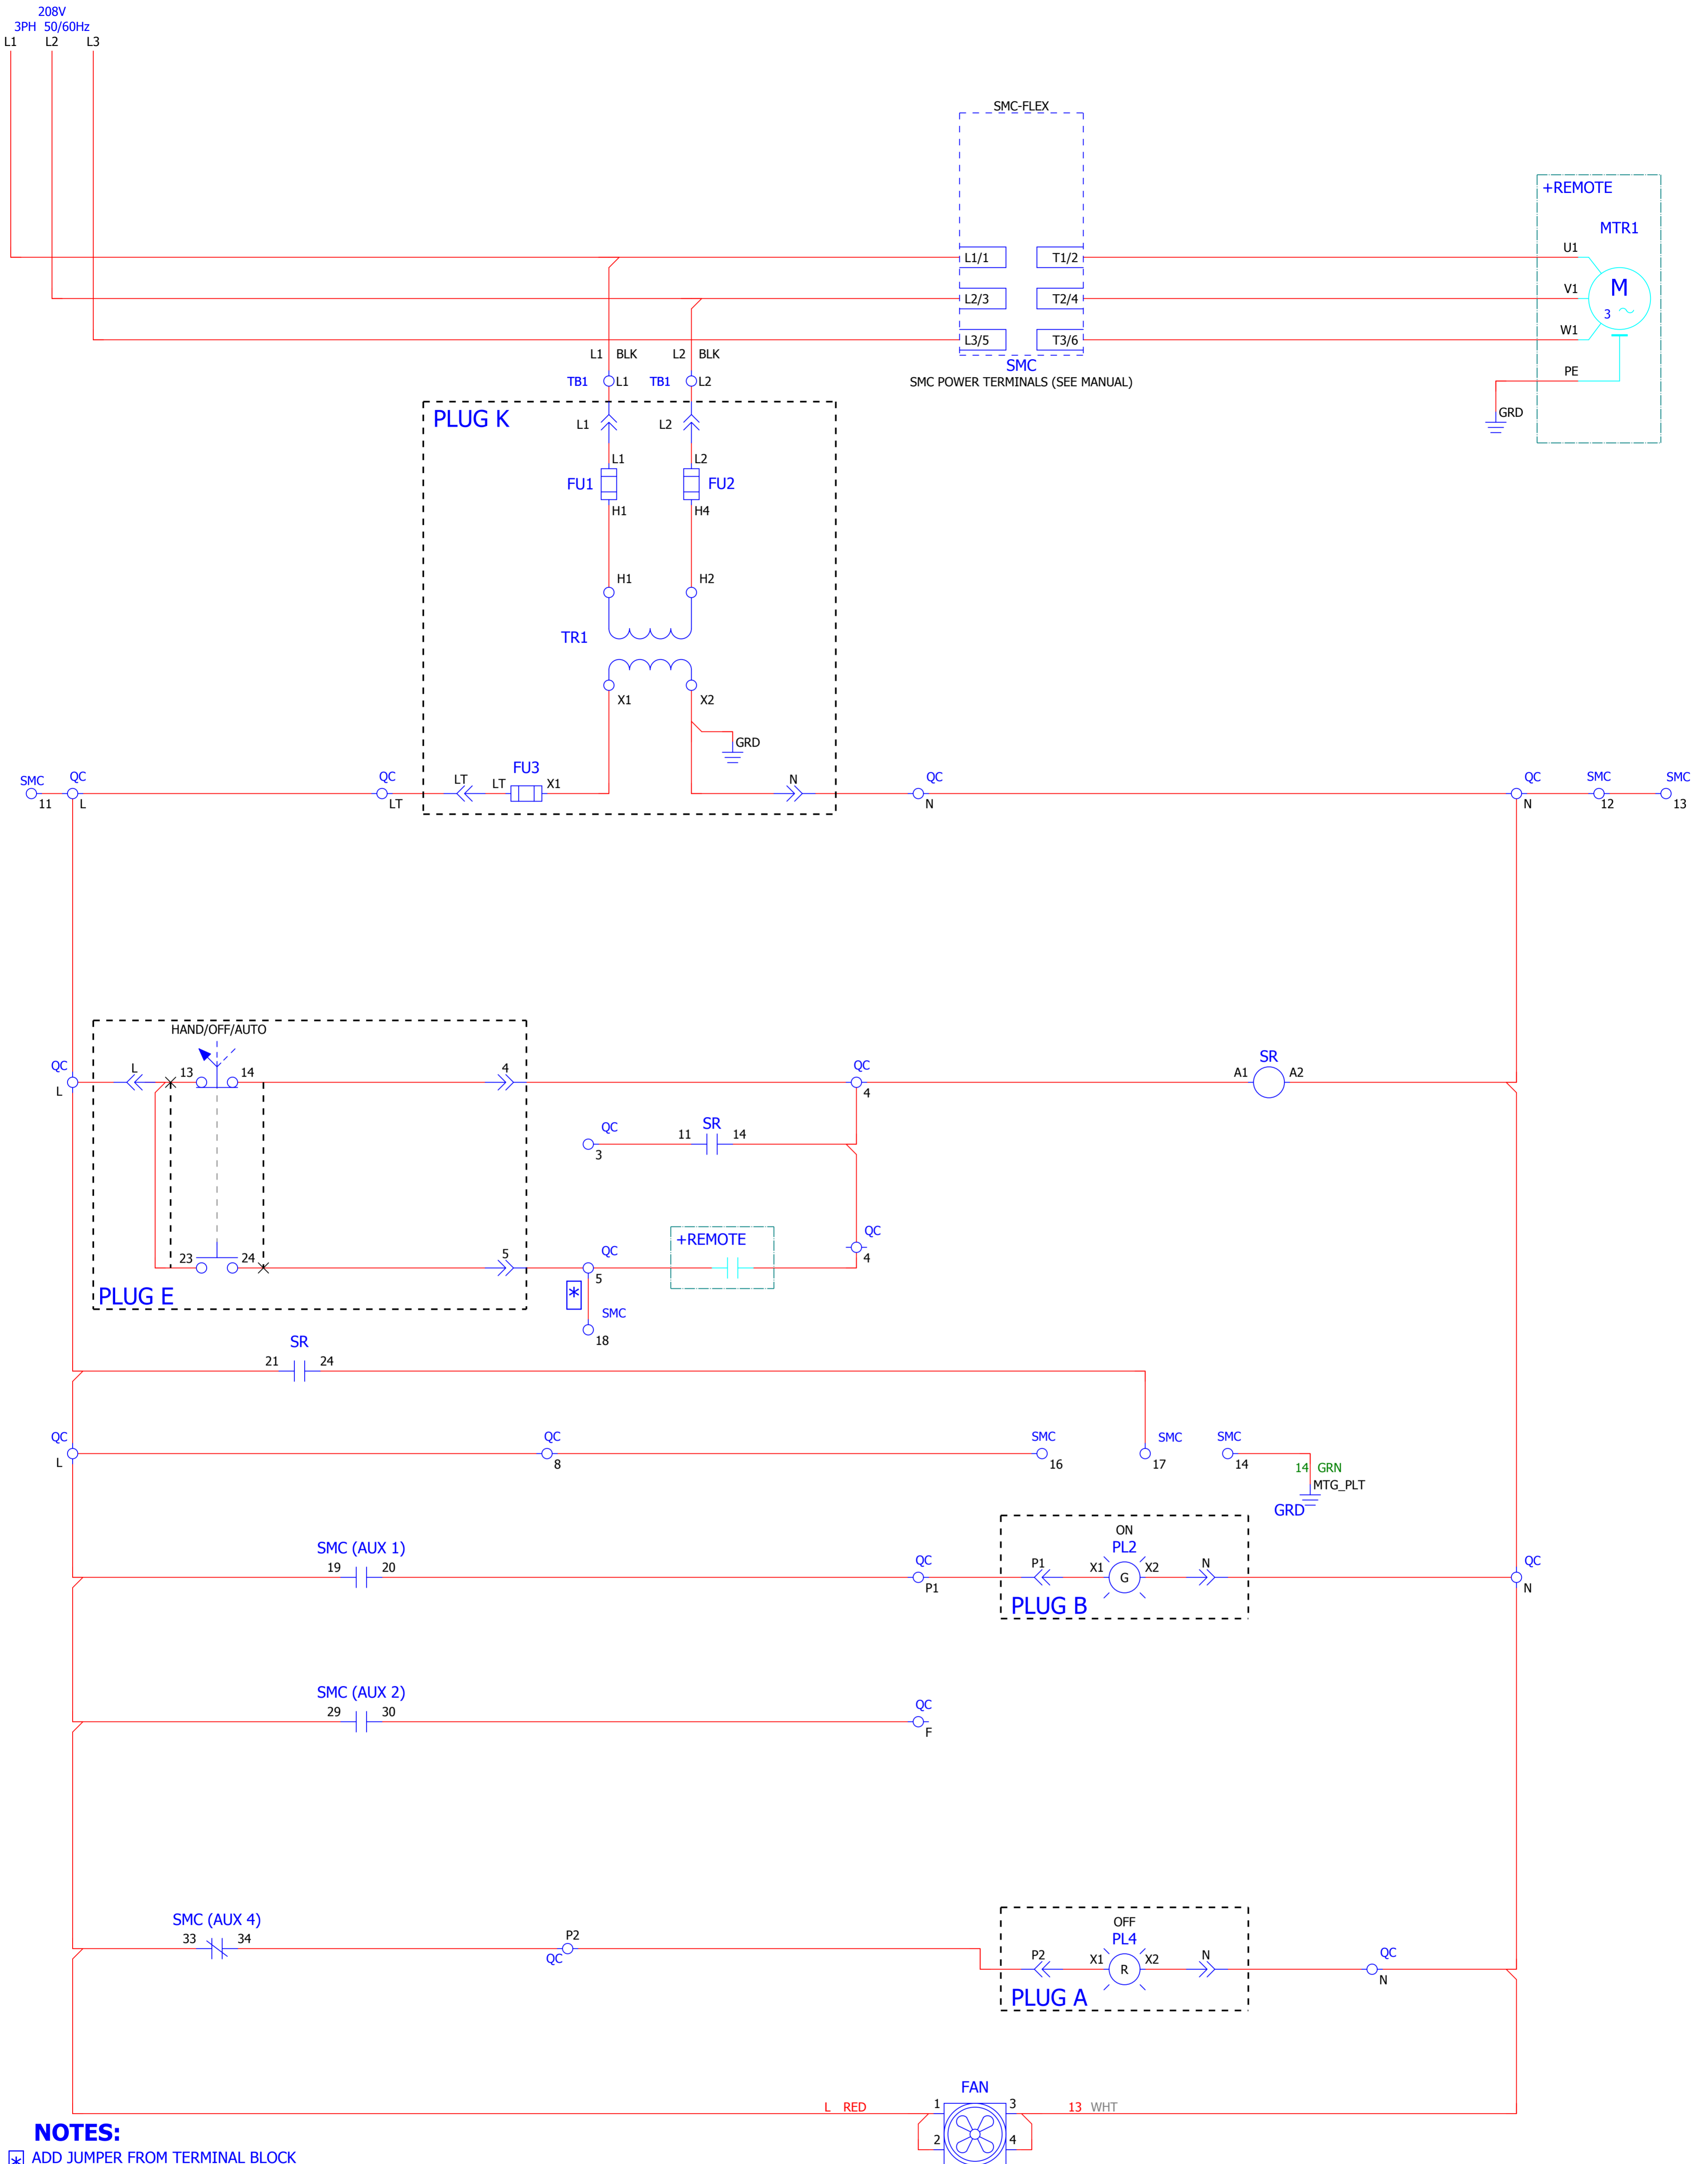 208V
3PH 50/60Hz
L1 L2 L3
SMC-FLEX
+REMOTE
MTR1
U1
L1/1 T1/2
M
3
V1
L2/3 T2/4
W1
L3/5 T3/6
L1 BLK L2 BLK
SMC
SMC POWER TERMINALS (SEE MANUAL)
PE
TB1 L1 TB1 L2
GRD
PLUG K
L1 L2
L1 L2
FU1 FU2
H1 H4
H1 H2
TR1
X1 X2
GRD
SMC QC QC LT LT FU3 X1 N QC QC SMC SMC
11 L LT N N 12 13
HAND/OFF/AUTO
QC L 13 14 4 QC SR
L 4 A1 A2
QC SR
3 11 14
QC
4
+REMOTE
23 24 5 QC
5
PLUG E
*
SMC
18
SR
21 24
QC QC SMC SMC SMC
L 8 16 17 14
14 GRN
MTG_PLT
GRD
ON
SMC (AUX 1) PL2
19 20 QC P1 X1 G X2 N QC
P1 N
PLUG B
SMC (AUX 2)
29 30 QC
F
OFF
SMC (AUX 4) PL4
33 34 P2 P2 X1 R X2 N QC
QC N
PLUG A
FAN
L RED 1 3 13 WHT
2 4
NOTES:
* ADD JUMPER FROM TERMINAL BLOCK